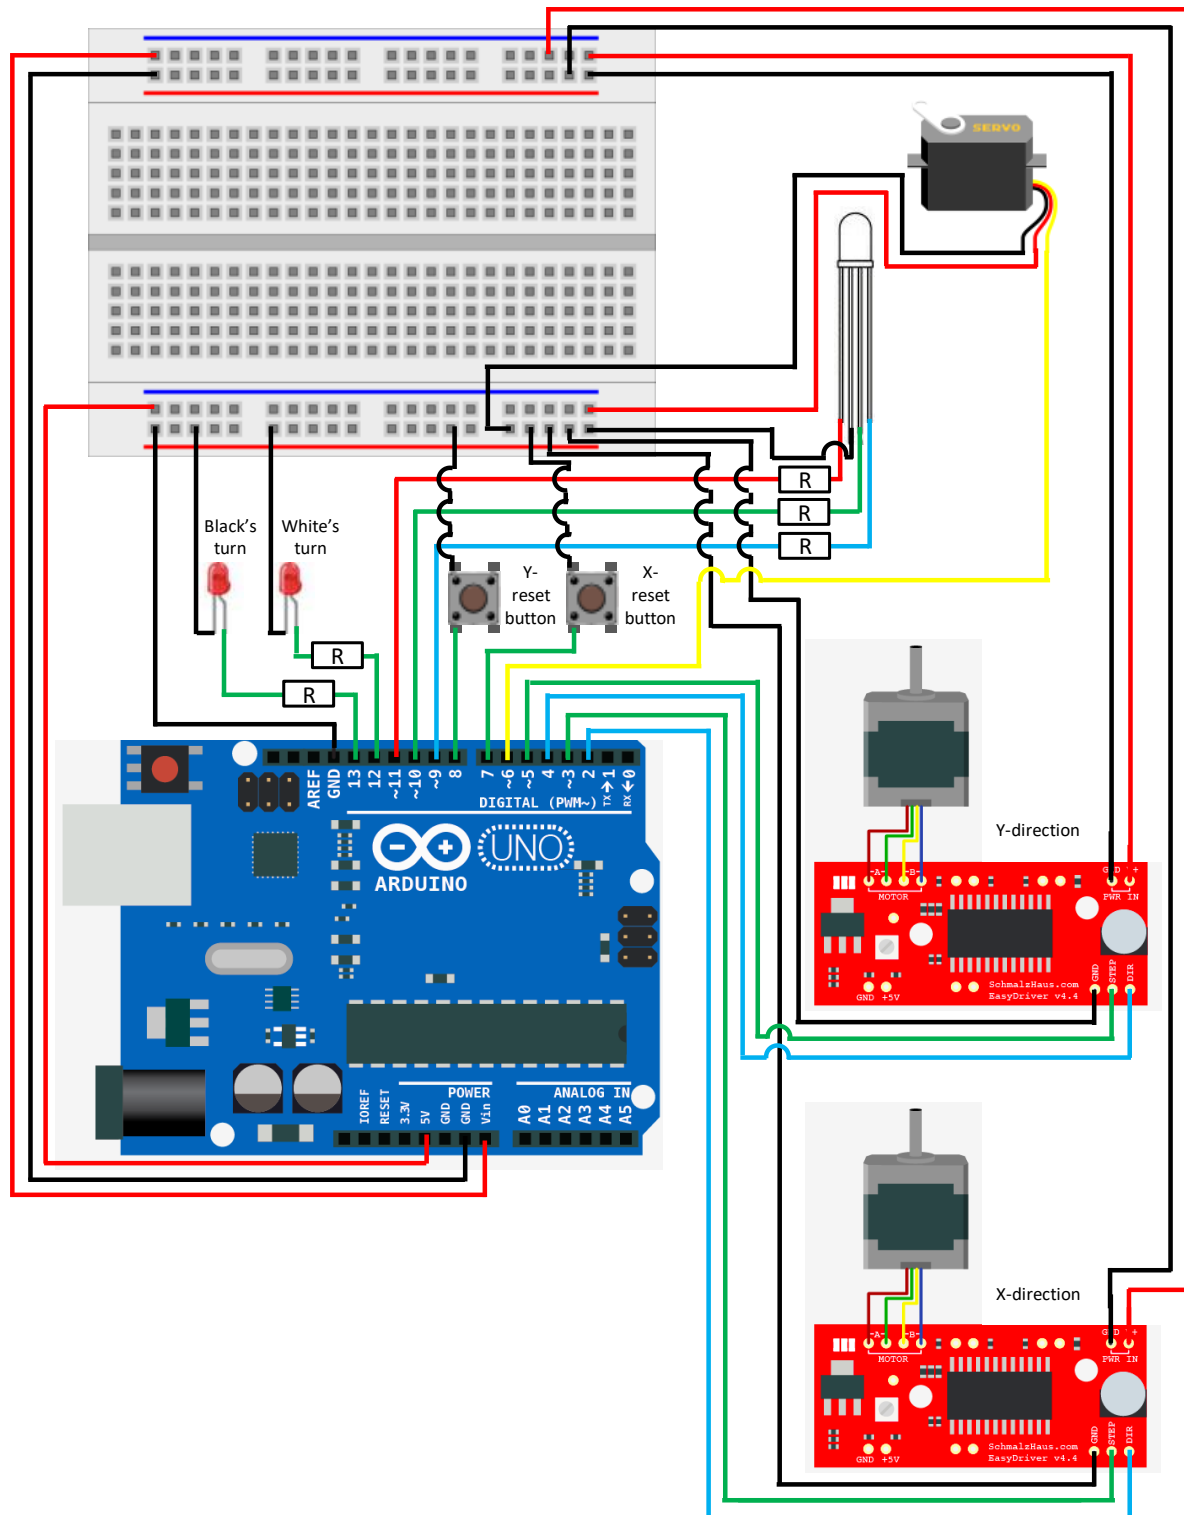 SERVO
R
R
R
Black's
turn
White's
turn
Y-
reset
button
X-
reset
button
R
R
AREF
GND
13
12
~11
~10
~9
8
7
~6
~5
4
~3
2
TX→1
RX←0
DIGITAL (PWM~)
UNO
ARDUINO
Y-direction
A
B
MOTOR
GND
+
PWR IN
SchmalzHaus.com
EasyDriver v4.4
GND
STEP
DIR
GND +5V
POWER
ANALOG IN
IOREF
RESET
3.3V
5V
GND
GND
Vin
A0
A1
A2
A3
A4
A5
X-direction
A
B
MOTOR
GND
+
PWR IN
SchmalzHaus.com
EasyDriver v4.4
GND
STEP
DIR
GND +5V